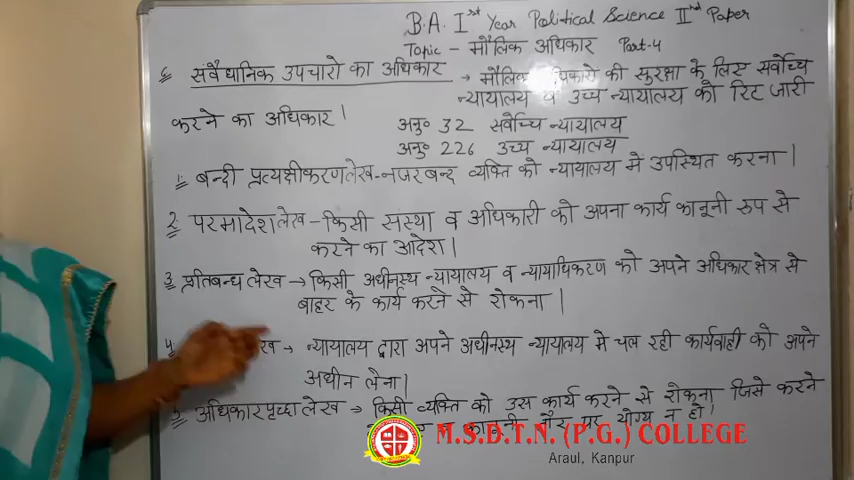 B.A. Ist Year Political Science IInd Paper
Topic - मौलिक अधिकार Part-4
६ संवैधानिक उपचारो का अधिकार → मौलिक की सुरक्षा के लिए सर्वोच्च
न्यायालय व उच्च न्यायालय को रिट जारी
करने का अधिकार।
अनु० 32 सर्वोच्च न्यायालय
अनु० 226 उच्च न्यायालय
1. बन्दी प्रत्यक्षीकरणलेख-नजरबन्द व्यक्ति को न्यायालय मे उपस्थित करना।
2. परमादेशलेख-किसी संस्था व अधिकारी को अपना कार्य कानूनी रुप से
करने का आदेश।
3 प्रतिबन्धलेख → किसी अधीनस्थ न्यायालय व न्यायाधिकरण को अपने अधिकार क्षेत्र से
बाहर के कार्य करने से रोकना।
→ न्यायालय द्वारा अपने अधीनस्थ न्यायालय मे चल रही कार्यवाही को अपने
अधीन लेना।
5 अधिकारपृच्छालेख → किसी व्यक्ति को उस कार्य करने से रोकना जिसे करने
कानूनी तौर पर योग्य न हो।
M.S.D.T.N. (P.G.) COLLEGE
Araul, Kanpur